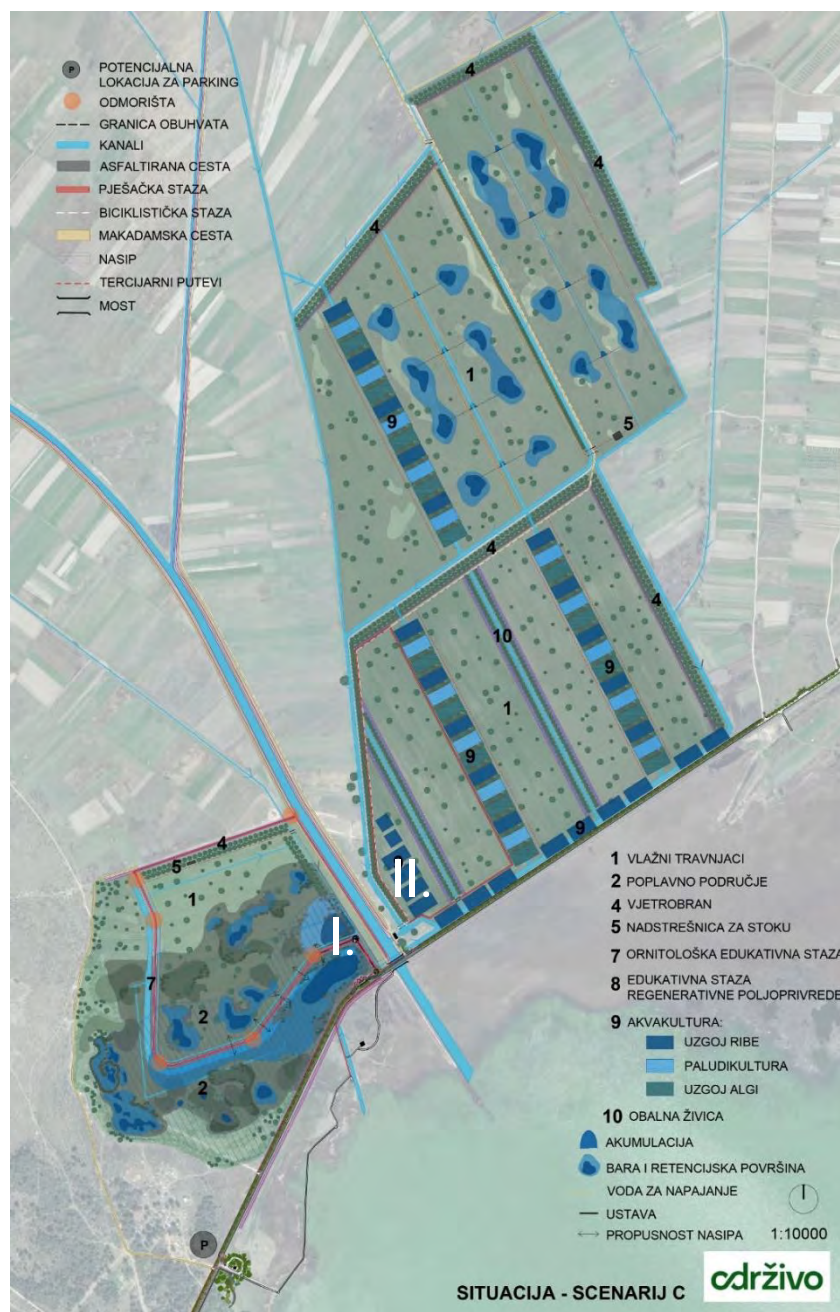 P POTENCIJALNA
LOKACIJA ZA PARKING
ODMORIŠTA
GRANICA OBUHVATA
KANALI
ASFALTIRANA CESTA
PJEŠAČKA STAZA
BICIKLISTIČKA STAZA
MAKADAMSKA CESTA
NASIP
TERCIJARNI PUTEVI
MOST
4
4
4
1
9
5
4
4
10
9
1
9
9
4
5
1
II.
I.
7
2
2
P
1 VLAŽNI TRAVNJACI
2 POPLAVNO PODRUČJE
4 VJETROBRAN
5 NADSTREŠNICA ZA STOKU
7 ORNITOLOŠKA EDUKATIVNA STAZA
8 EDUKATIVNA STAZA
REGENERATIVNE POLJOPRIVREDE
9 AKVAKULTURA:
UZGOJ RIBE
PALUDIKULTURA
UZGOJ ALGI
10 OBALNA ŽIVICA
AKUMULACIJA
BARA I RETENCIJSKA POVRŠINA
VODA ZA NAPAJANJE
USTAVA
PROPUSNOST NASIPA 1:10000
SITUACIJA - SCENARIJ C
održivo